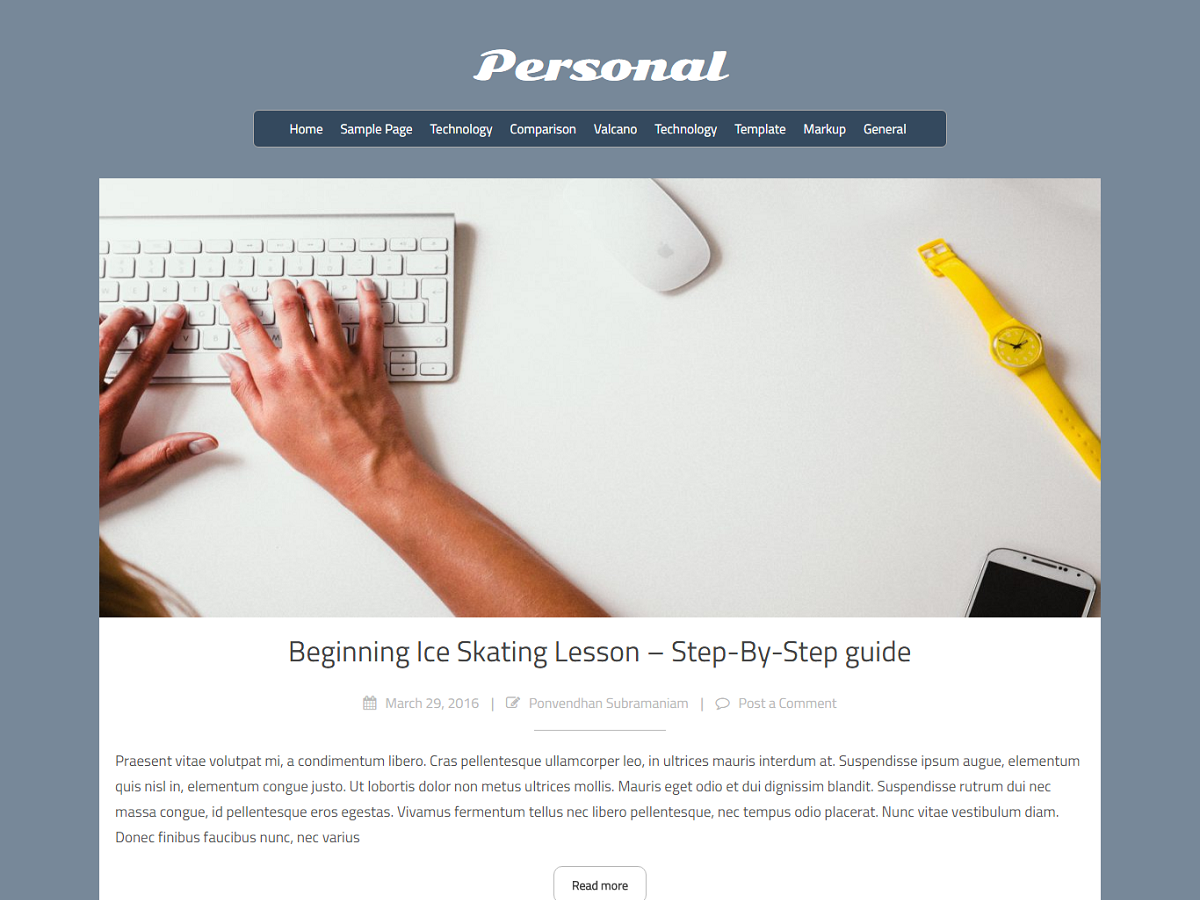 Personal
Home Sample Page Technology Comparison Valcano Technology Template Markup General
Beginning Ice Skating Lesson – Step-By-Step guide
March 29, 2016 | Ponvendhan Subramaniam | Post a Comment
Praesent vitae volutpat mi, a condimentum libero. Cras pellentesque ullamcorper leo, in ultrices mauris interdum at. Suspendisse ipsum augue, elementum
quis nisl in, elementum congue justo. Ut lobortis dolor non metus ultrices mollis. Mauris eget odio et dui dignissim blandit. Suspendisse rutrum dui nec
massa congue, id pellentesque eros egestas. Vivamus fermentum tellus nec libero pellentesque, nec tempus odio placerat. Nunc vitae vestibulum diam.
Donec finibus faucibus nunc, nec varius
Read more